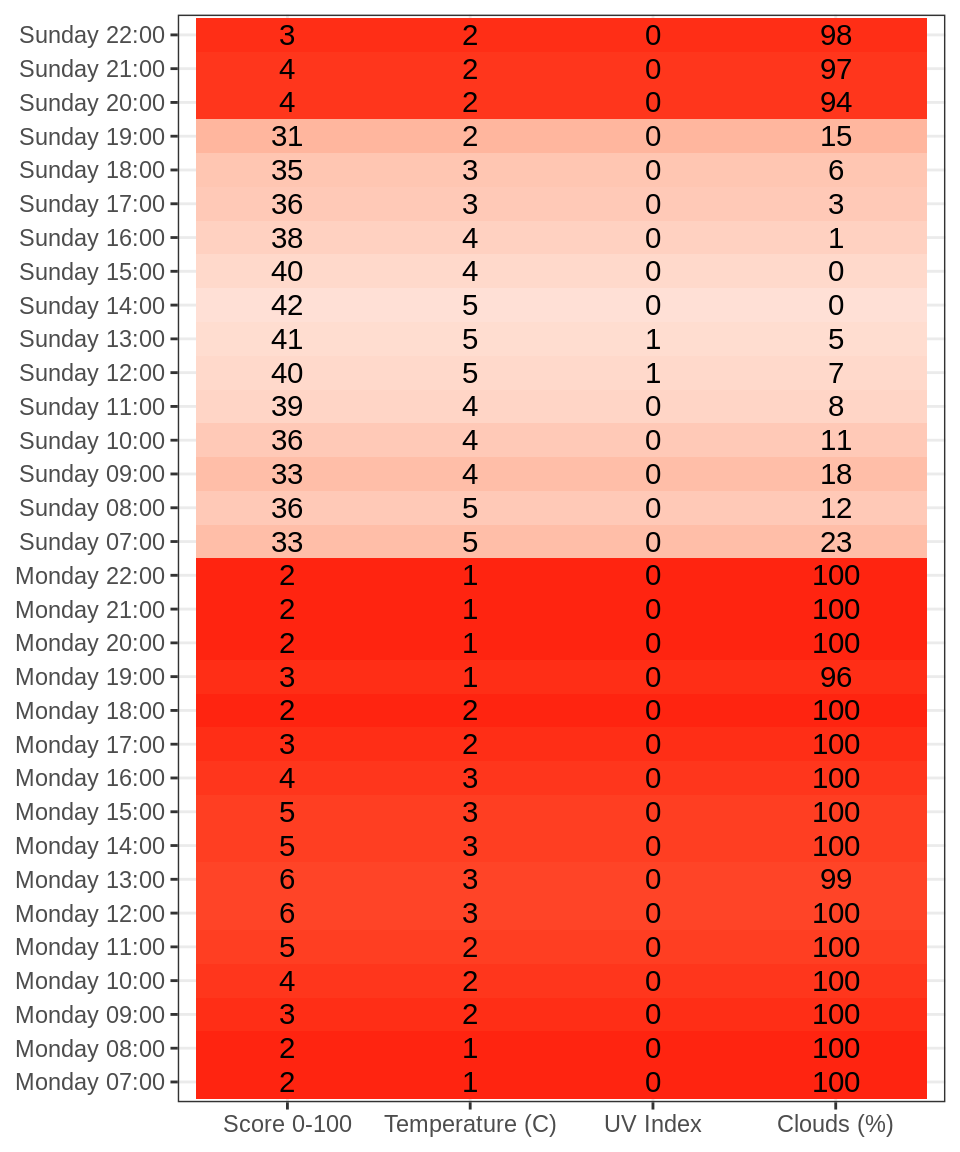 Sunday 22:00 3 2 0 98
Sunday 21:00 4 2 0 97
Sunday 20:00 4 2 0 94
Sunday 19:00 31 2 0 15
Sunday 18:00 35 3 0 6
Sunday 17:00 36 3 0 3
Sunday 16:00 38 4 0 1
Sunday 15:00 40 4 0 0
Sunday 14:00 42 5 0 0
Sunday 13:00 41 5 1 5
Sunday 12:00 40 5 1 7
Sunday 11:00 39 4 0 8
Sunday 10:00 36 4 0 11
Sunday 09:00 33 4 0 18
Sunday 08:00 36 5 0 12
Sunday 07:00 33 5 0 23
Monday 22:00 2 1 0 100
Monday 21:00 2 1 0 100
Monday 20:00 2 1 0 100
Monday 19:00 3 1 0 96
Monday 18:00 2 2 0 100
Monday 17:00 3 2 0 100
Monday 16:00 4 3 0 100
Monday 15:00 5 3 0 100
Monday 14:00 5 3 0 100
Monday 13:00 6 3 0 99
Monday 12:00 6 3 0 100
Monday 11:00 5 2 0 100
Monday 10:00 4 2 0 100
Monday 09:00 3 2 0 100
Monday 08:00 2 1 0 100
Monday 07:00 2 1 0 100
Score 0-100 Temperature (C) UV Index Clouds (%)